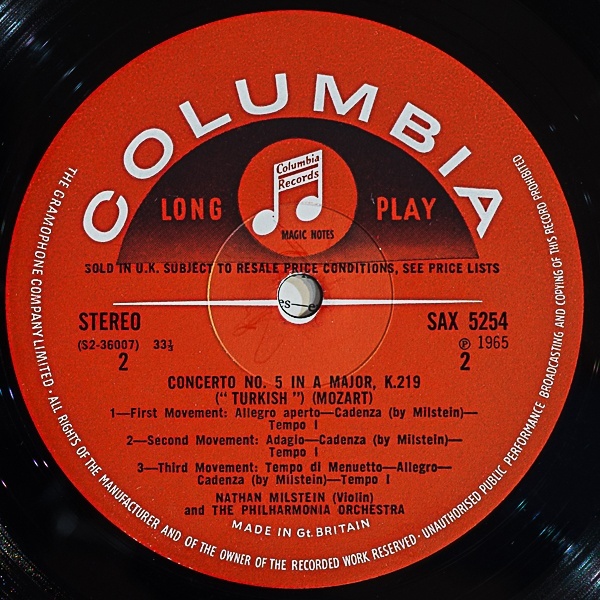 COLUMBIA
Columbia
Records
LONG PLAY
MAGIC NOTES
SOLD IN U.K. SUBJECT TO RESALE PRICE CONDITIONS, SEE PRICE LISTS
es—e
STEREO SAX 5254
(S2-36007) 33⅓ ℗ 1965
2 2
CONCERTO NO. 5 IN A MAJOR, K.219
(“ TURKISH ”) (MOZART)
1—First Movement: Allegro aperto—Cadenza (by Milstein)—
Tempo I
2—Second Movement: Adagio—Cadenza (by Milstein)—
Tempo I
3—Third Movement: Tempo di Menuetto—Allegro—
Cadenza (by Milstein)—Tempo I
NATHAN MILSTEIN (Violin)
and THE PHILHARMONIA ORCHESTRA
MADE IN Gt. BRITAIN
THE GRAMOPHONE COMPANY LIMITED · ALL RIGHTS OF THE MANUFACTURER AND OF THE OWNER OF THE RECORDED WORK RESERVED · UNAUTHORISED PUBLIC PERFORMANCE BROADCASTING AND COPYING OF THIS RECORD PROHIBITED